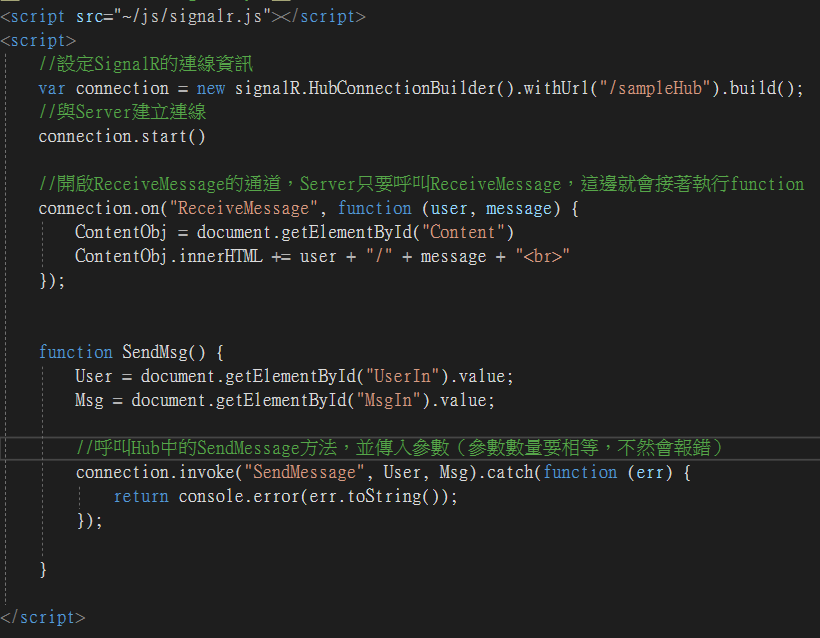 <script src="~/js/signalr.js"></script>
<script>
//設定SignalR的連線資訊
var connection = new signalR.HubConnectionBuilder().withUrl("/sampleHub").build();
//與Server建立連線
connection.start()
//開啟ReceiveMessage的通道，Server只要呼叫ReceiveMessage，這邊就會接著執行function
connection.on("ReceiveMessage", function (user, message) {
ContentObj = document.getElementById("Content")
ContentObj.innerHTML += user + "/" + message + "<br>"
});
function SendMsg() {
User = document.getElementById("UserIn").value;
Msg = document.getElementById("MsgIn").value;
//呼叫Hub中的SendMessage方法，並傳入參數（參數數量要相等，不然會報錯）
connection.invoke("SendMessage", User, Msg).catch(function (err) {
return console.error(err.toString());
});
}
</script>